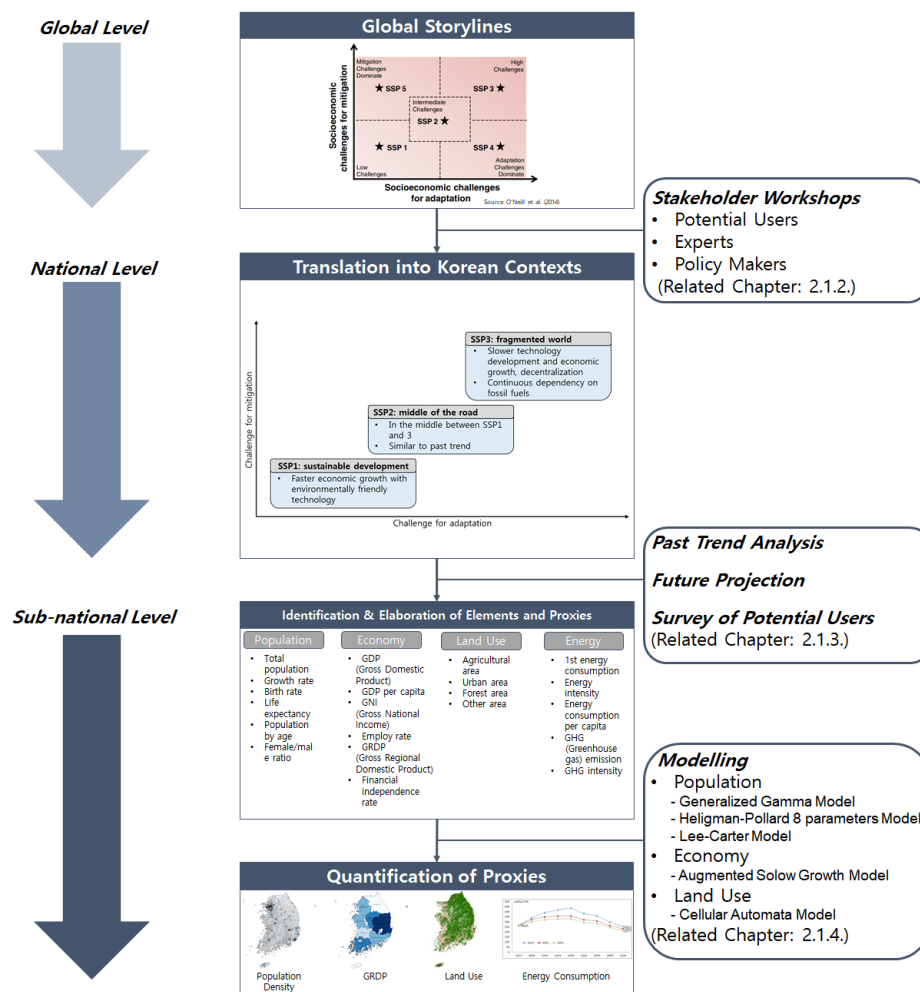 Global Level
Global Storylines
Socioeconomic
challenges for mitigation
Mitigation
Challenges
Dominate
High
Challenges
★ SSP 5
SSP 3 ★
Intermediate
Challenges
SSP 2 ★
★ SSP 1
SSP 4 ★
Low
Challenges
Adaptation
Challenges
Dominate
Socioeconomic challenges
for adaptation
Source: O'Neill et al. (2014)
Stakeholder Workshops
• Potential Users
• Experts
• Policy Makers
(Related Chapter: 2.1.2.)
National Level
Translation into Korean Contexts
Challenge for mitigation
SSP3: fragmented world
• Slower technology
development and economic
growth, decentralization
• Continuous dependency on
fossil fuels
SSP2: middle of the road
• In the middle between SSP1
and 3
• Similar to past trend
SSP1: sustainable development
• Faster economic growth with
environmentally friendly
technology
Challenge for adaptation
Past Trend Analysis
Future Projection
Survey of Potential Users
(Related Chapter: 2.1.3.)
Sub-national Level
Identification & Elaboration of Elements and Proxies
Population
• Total
population
• Growth rate
• Birth rate
• Life
expectancy
• Population
by age
• Female/mal
e ratio
Economy
• GDP
(Gross Domestic
Product)
• GDP per capita
• GNI
(Gross National
Income)
• Employ rate
• GRDP
(Gross Regional
Domestic Product)
• Financial
independence
rate
Land Use
• Agricultural
area
• Urban area
• Forest area
• Other area
Energy
• 1st energy
consumption
• Energy
intensity
• Energy
consumption
per capita
• GHG
(Greenhouse
gas) emission
• GHG intensity
Modelling
• Population
- Generalized Gamma Model
- Heligman-Pollard 8 parameters Model
- Lee-Carter Model
• Economy
- Augmented Solow Growth Model
• Land Use
- Cellular Automata Model
(Related Chapter: 2.1.4.)
Quantification of Proxies
Population
Density
GRDP
Land Use
Energy Consumption